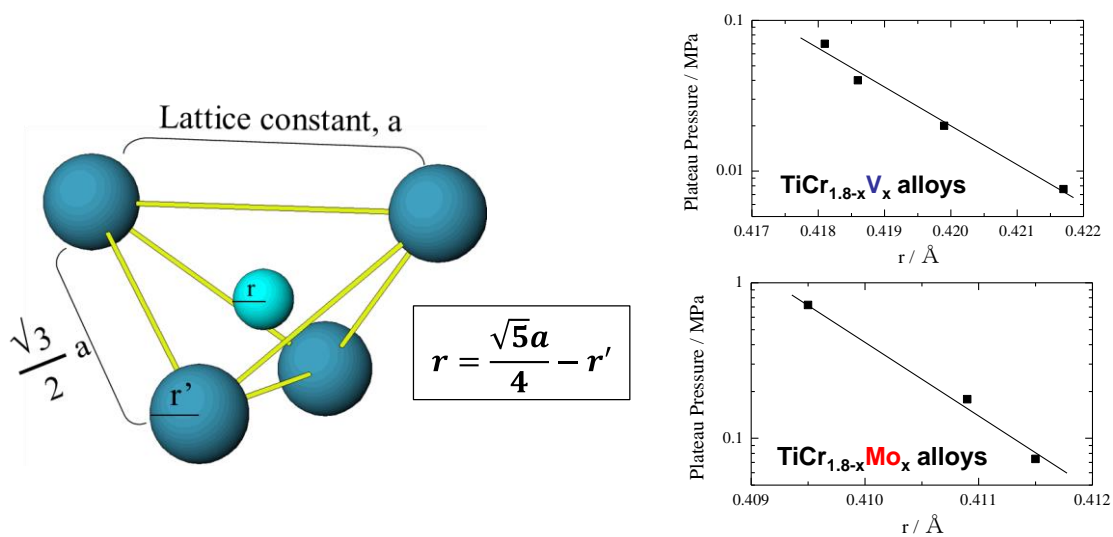 Lattice constant, a
r
√3/2 a
r'
r = √5a/4 − r′
Plateau Pressure / MPa
0.1
0.01
TiCr1.8-xVx alloys
0.417 0.418 0.419 0.420 0.421 0.422
r / Å
Plateau Pressure / MPa
1
0.1
TiCr1.8-xMox alloys
0.409 0.410 0.411 0.412
r / Å